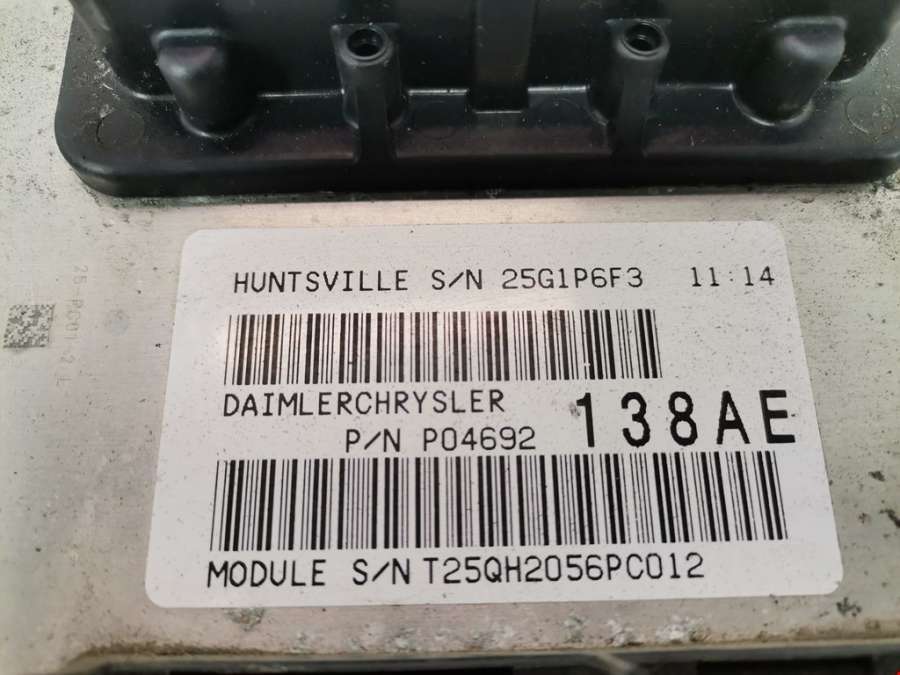 HUNTSVILLE S/N 25G1P6F3 11:14
DAIMLERCHRYSLER
P/N P04692 138AE
MODULE S/N T25QH2056PC012